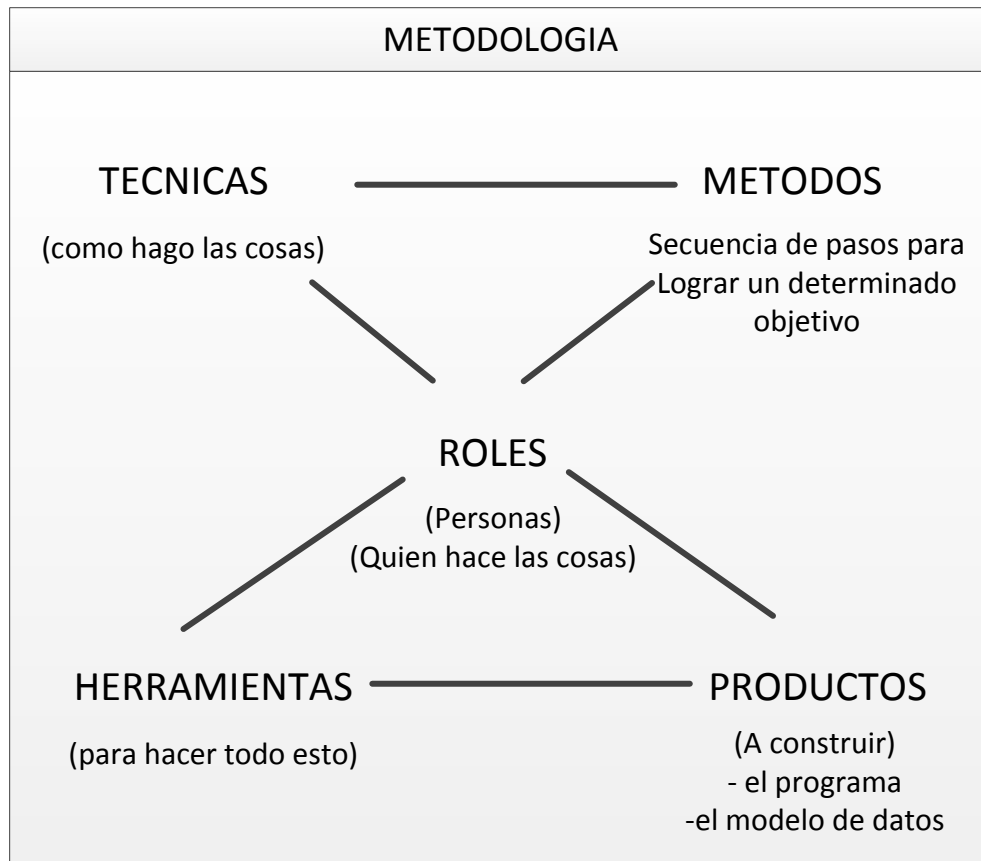 METODOLOGIA
TECNICAS
(como hago las cosas)
METODOS
Secuencia de pasos para
Lograr un determinado
objetivo
ROLES
(Personas)
(Quien hace las cosas)
HERRAMIENTAS
(para hacer todo esto)
PRODUCTOS
(A construir)
- el programa
-el modelo de datos